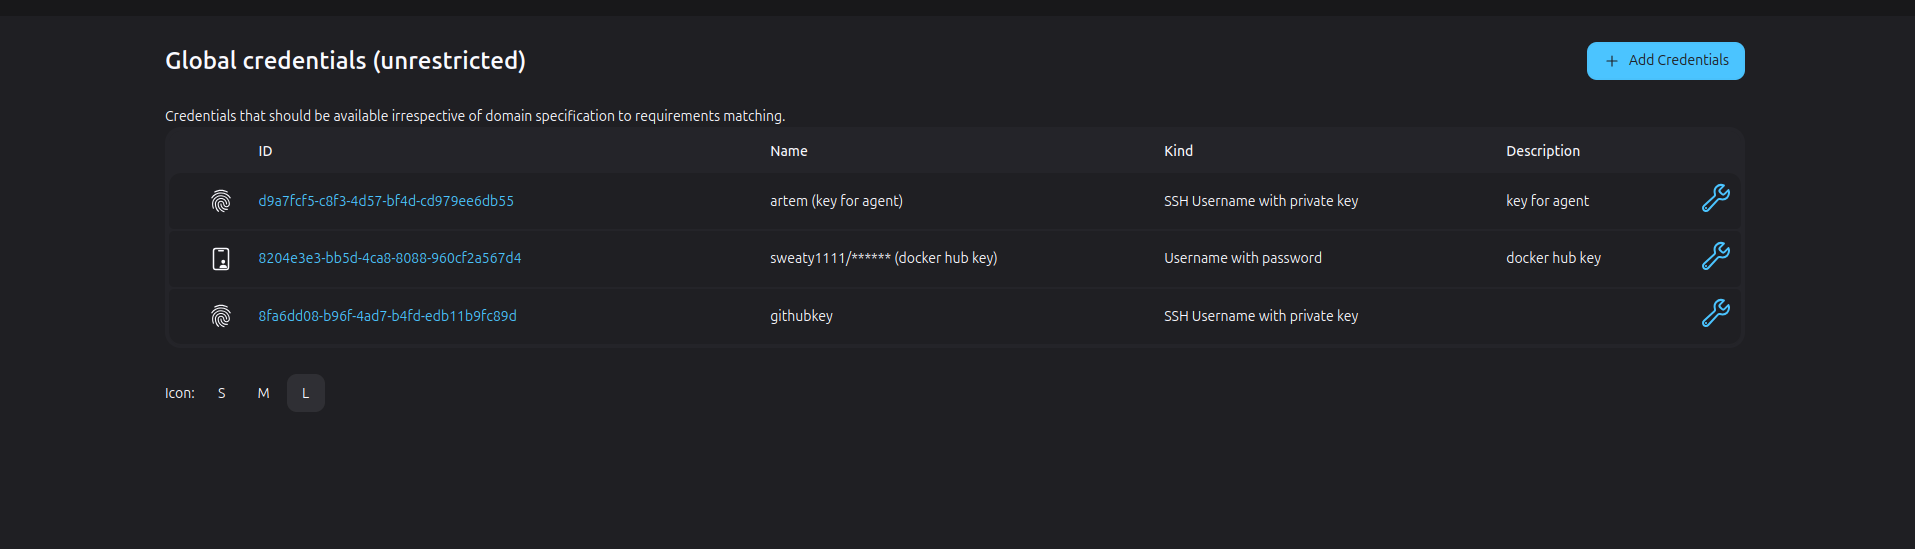 Global credentials (unrestricted)
+ Add Credentials
Credentials that should be available irrespective of domain specification to requirements matching.
ID Name Kind Description
d9a7fcf5-c8f3-4d57-bf4d-cd979ee6db55 artem (key for agent) SSH Username with private key key for agent
8204e3e3-bb5d-4ca8-8088-960cf2a567d4 sweaty1111/****** (docker hub key) Username with password docker hub key
8fa6dd08-b96f-4ad7-b4fd-edb11b9fc89d githubkey SSH Username with private key
Icon: S M L